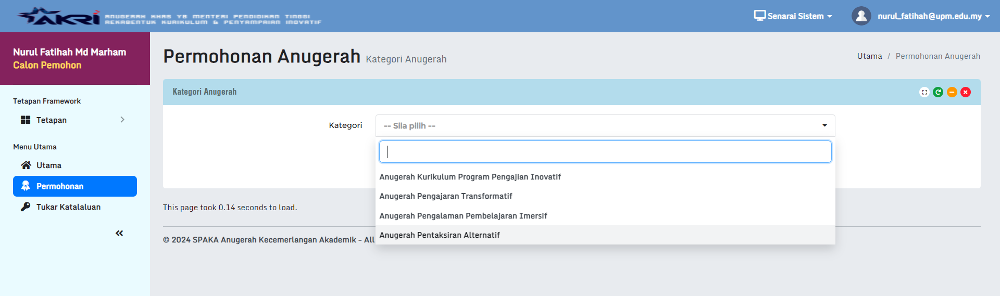 AKRI
ANUGERAH KHAS YB MENTERI PENDIDIKAN TINGGI
REKABENTUK KURIKULUM & PENYAMPAIAN INOVATIF
Senarai Sistem
nurul_fatihah@upm.edu.my
Nurul Fatihah Md Marham
Calon Pemohon
Tetapan Framework
Tetapan
Menu Utama
Utama
Permohonan
Tukar Katalaluan
Permohonan Anugerah Kategori Anugerah
Utama / Permohonan Anugerah
Kategori Anugerah
Kategori
-- Sila pilih --
Anugerah Kurikulum Program Pengajian Inovatif
Anugerah Pengajaran Transformatif
Anugerah Pengalaman Pembelajaran Imersif
Anugerah Pentaksiran Alternatif
This page took 0.14 seconds to load.
© 2024 SPAKA Anugerah Kecemerlangan Akademik - All